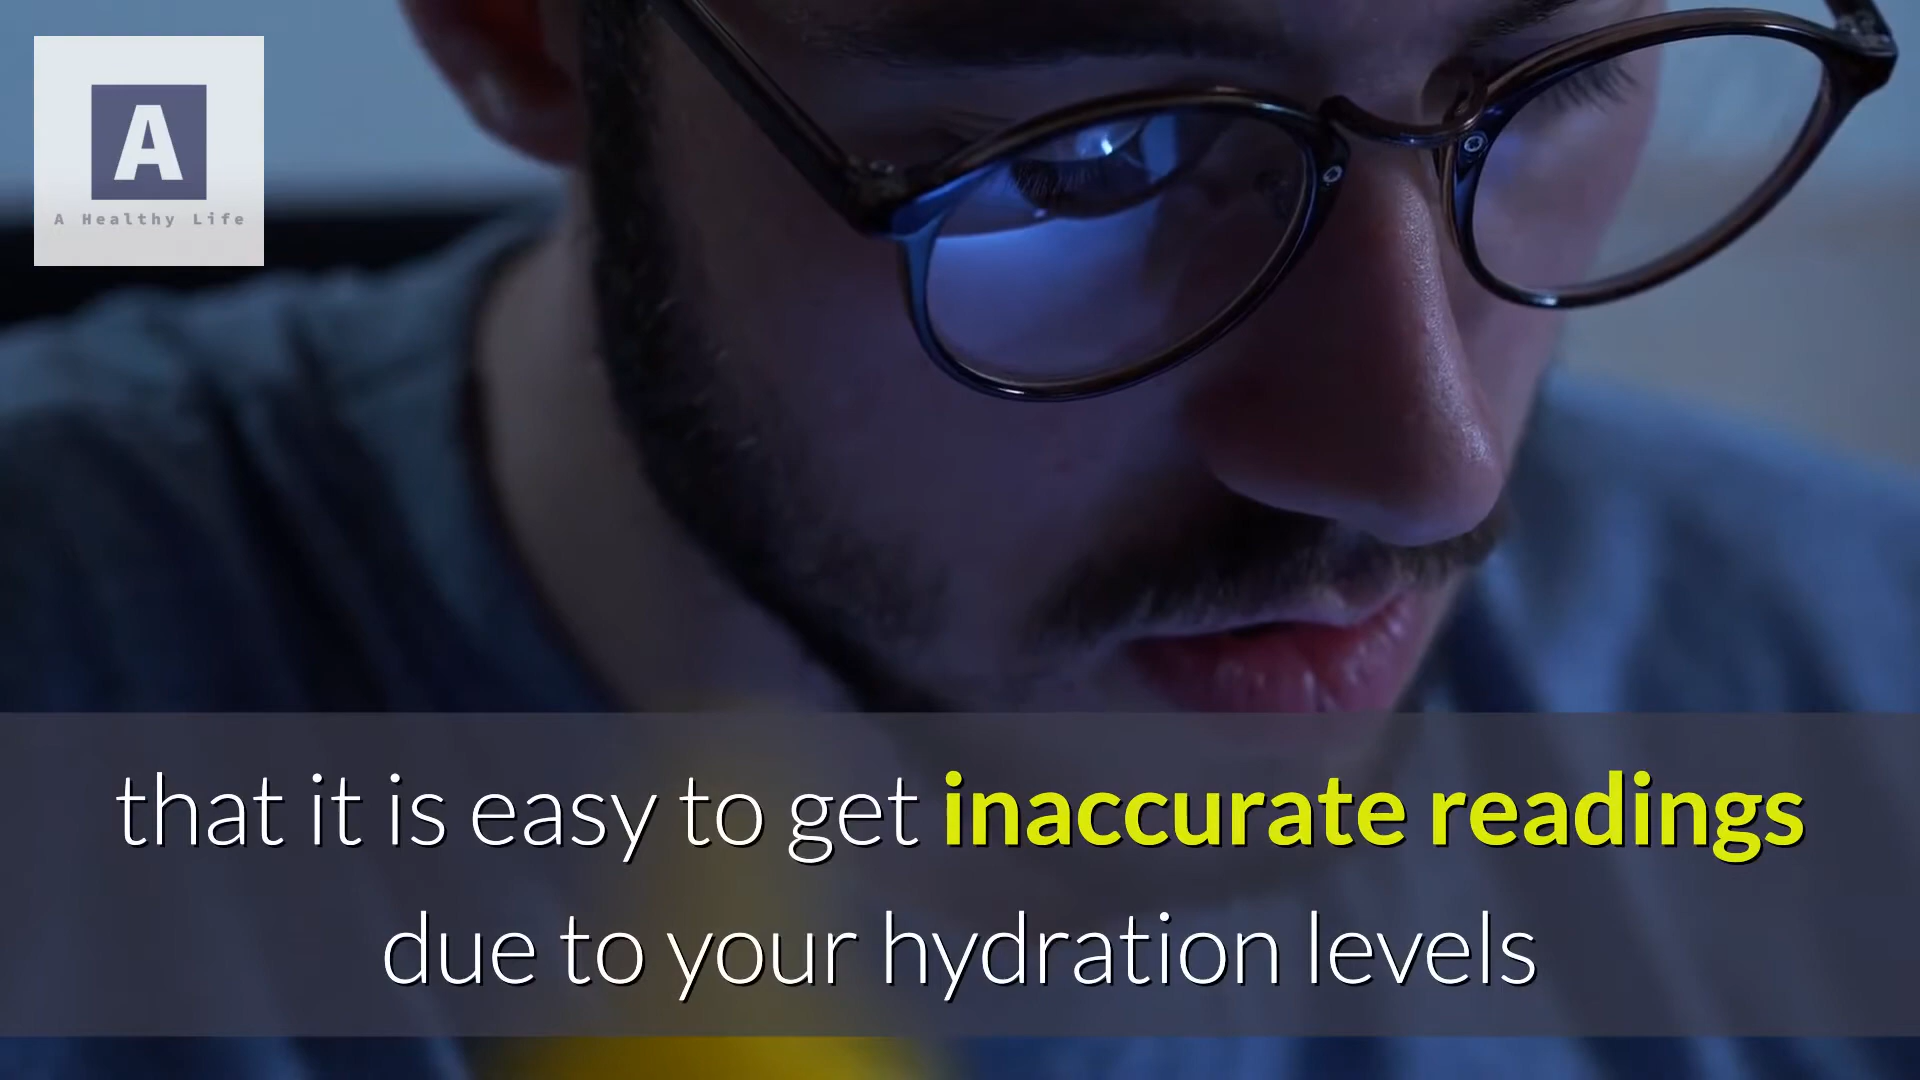 A
A Healthy Life
that it is easy to get inaccurate readings
due to your hydration levels